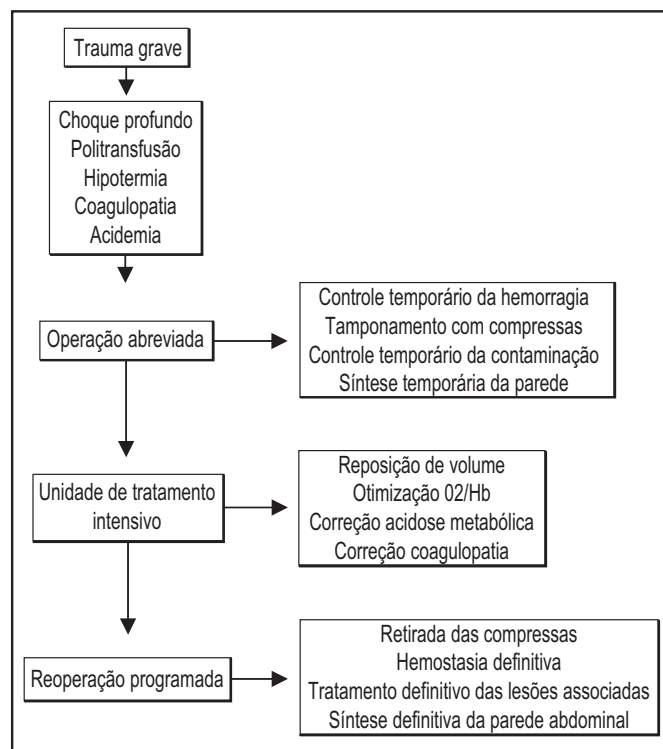 Trauma grave
Choque profundo
Politransfusão
Hipotermia
Coagulopatia
Acidemia
Operação abreviada
Controle temporário da hemorragia
Tamponamento com compressas
Controle temporário da contaminação
Síntese temporária da parede
Unidade de tratamento
intensivo
Reposição de volume
Otimização 02/Hb
Correção acidose metabólica
Correção coagulopatia
Reoperação programada
Retirada das compressas
Hemostasia definitiva
Tratamento definitivo das lesões associadas
Síntese definitiva da parede abdominal